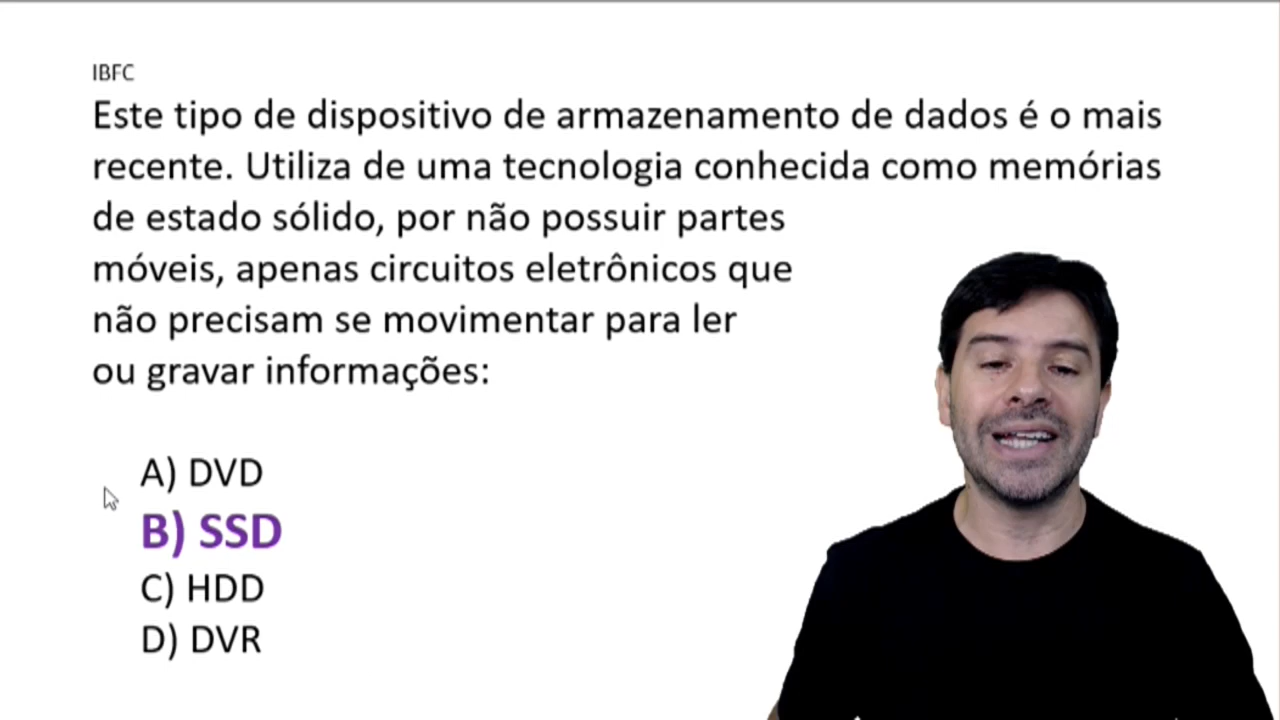 IBFC
Este tipo de dispositivo de armazenamento de dados é o mais
recente. Utiliza de uma tecnologia conhecida como memórias
de estado sólido, por não possuir partes
móveis, apenas circuitos eletrônicos que
não precisam se movimentar para ler
ou gravar informações:
A) DVD
B) SSD
C) HDD
D) DVR